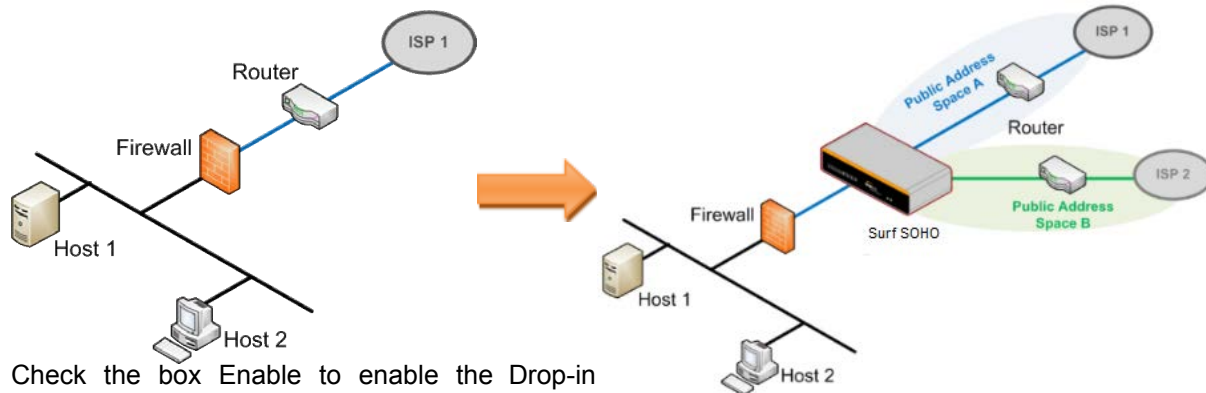 ISP 1
Router
Firewall
Host 1
Host 2
Check the box Enable to enable the Drop-in
ISP 1
Public Address
Space A
Router
ISP 2
Public Address
Space B
Firewall
Surf SOHO
Host 1
Host 2